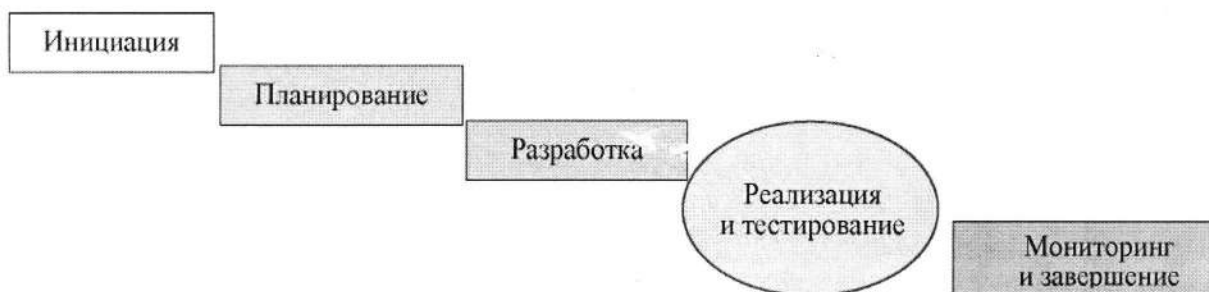 Инициация
Планирование
Разработка
Реализация
и тестирование
Мониторинг
и завершение